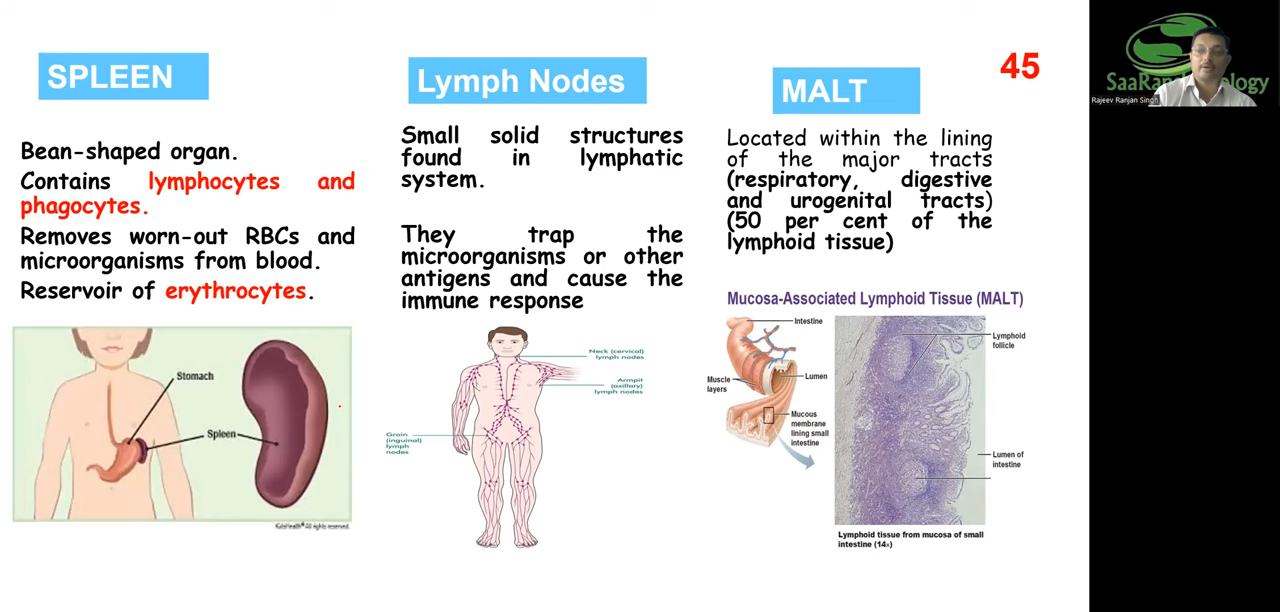 SPLEEN
Bean-shaped organ.
Contains lymphocytes and
phagocytes.
Removes worn-out RBCs and
microorganisms from blood.
Reservoir of erythrocytes.
Stomach
Spleen
KidsHealth® All rights reserved.
Lymph Nodes
Small solid structures
found in lymphatic
system.
They trap the
microorganisms or other
antigens and cause the
immune response
Neck (cervical)
lymph nodes
Armpit
(axillary)
lymph nodes
Groin
(inguinal)
lymph
nodes
MALT
Located within the lining
of the major tracts
(respiratory, digestive
and urogenital tracts)
(50 per cent of the
lymphoid tissue)
Mucosa-Associated Lymphoid Tissue (MALT)
Intestine
Muscle
layers
Lumen
Mucous
membrane
lining small
intestine
Lymphoid
follicle
Lumen of
intestine
Lymphoid tissue from mucosa of small
intestine (14×)
45
Rajeev Ranjan Singh